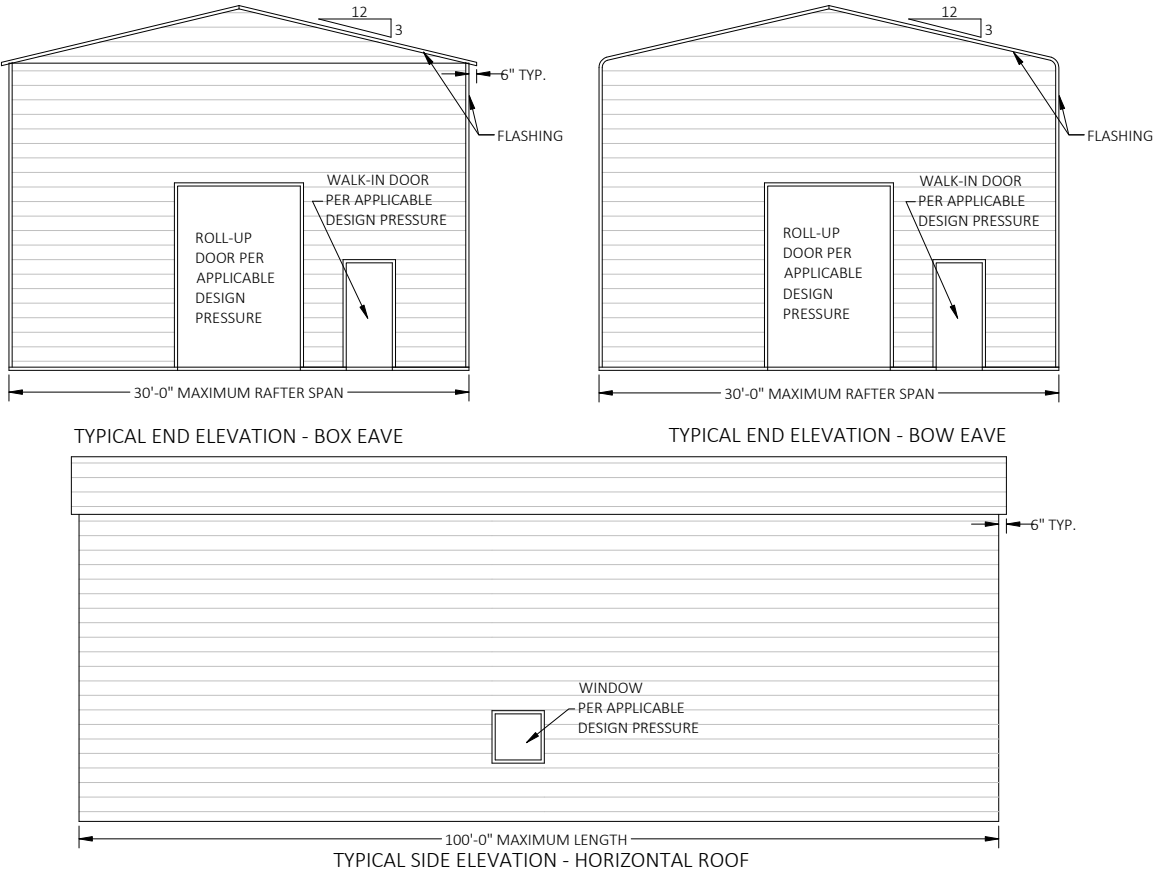 12
3
6" TYP.
FLASHING
WALK-IN DOOR
PER APPLICABLE
DESIGN PRESSURE
ROLL-UP
DOOR PER
APPLICABLE
DESIGN
PRESSURE
30'-0" MAXIMUM RAFTER SPAN
TYPICAL END ELEVATION - BOX EAVE
12
3
FLASHING
WALK-IN DOOR
PER APPLICABLE
DESIGN PRESSURE
ROLL-UP
DOOR PER
APPLICABLE
DESIGN
PRESSURE
30'-0" MAXIMUM RAFTER SPAN
TYPICAL END ELEVATION - BOW EAVE
6" TYP.
WINDOW
PER APPLICABLE
DESIGN PRESSURE
100'-0" MAXIMUM LENGTH
TYPICAL SIDE ELEVATION - HORIZONTAL ROOF